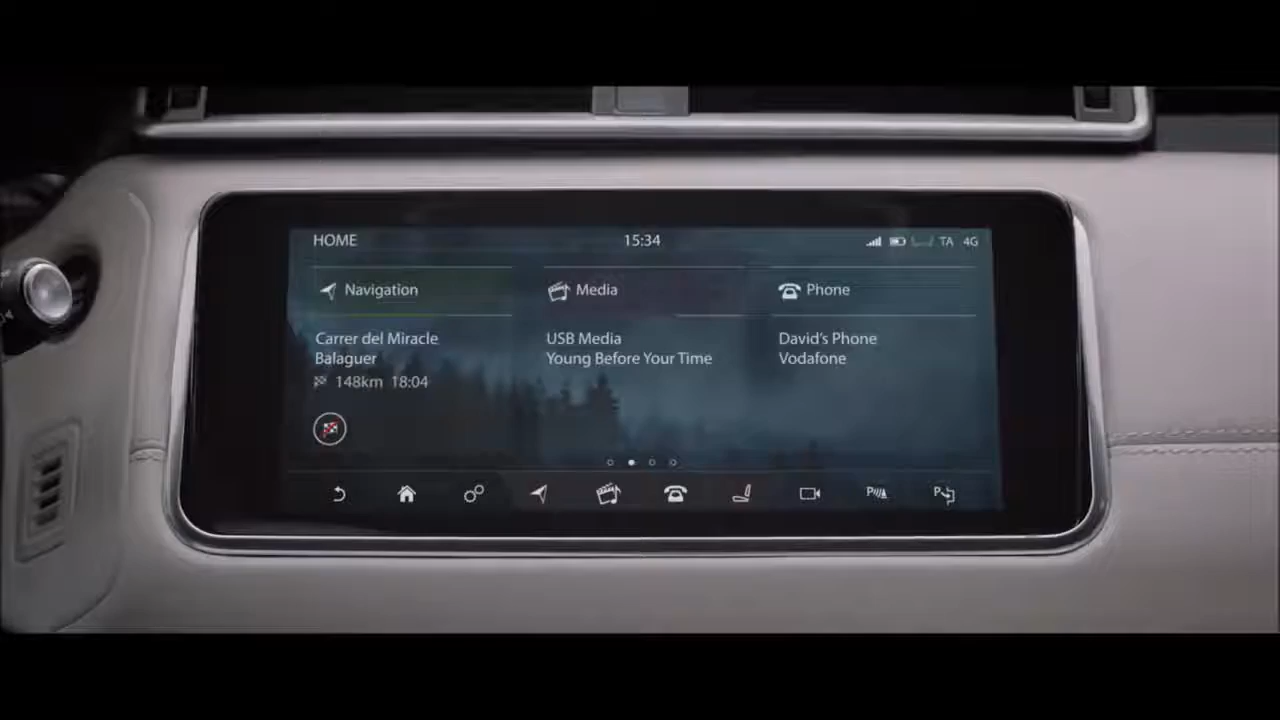 HOME 15:34 TA 4G
Navigation Media Phone
Carrer del Miracle USB Media David's Phone
Balaguer Young Before Your Time Vodafone
148km 18:04
P P